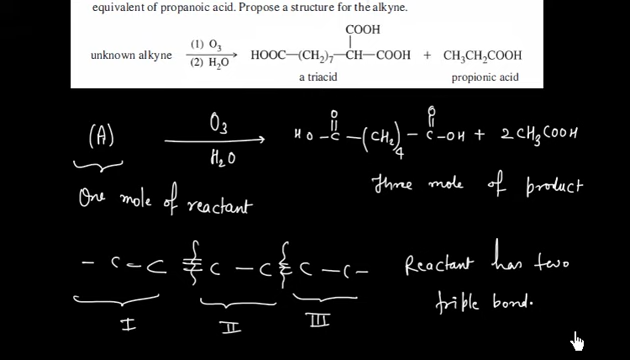 equivalent of propanoic acid. Propose a structure for the alkyne.
COOH
unknown alkyne (1) O₃ (2) H₂O HOOC—(CH₂)₇—CH—COOH + CH₃CH₂COOH
a triacid propionic acid
(A) O₃ H₂O HO-C(=O)-(CH₂)₄-C(=O)-OH + 2CH₃COOH
One mole of reactant
Three mole of product
- C - C ≡ C - C ≡ C - C -
Reactant has two
triple bond.
I II III